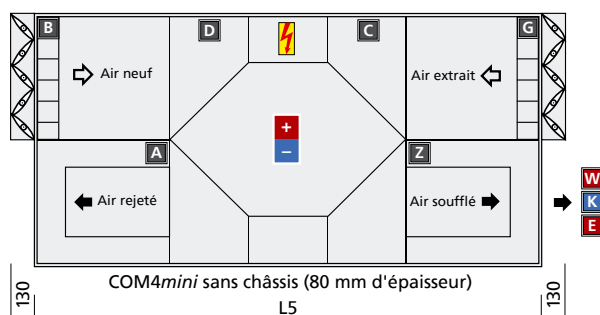 B
D
C
G
Air neuf
Air extrait
+
−
A
Z
Air rejeté
Air soufflé
W
K
E
COM4mini sans châssis (80 mm d'épaisseur)
130
L5
130